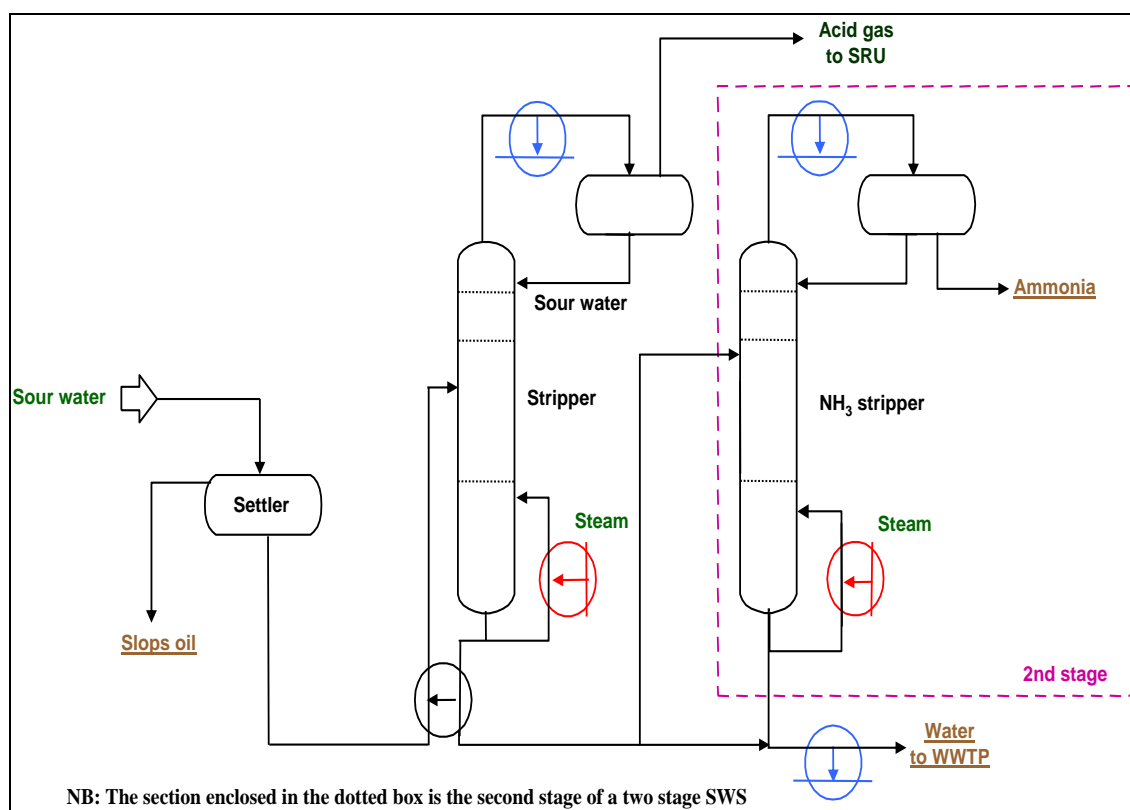 Acid gas
to SRU
Sour water
Ammonia
Sour water
Stripper
NH₃ stripper
Settler
Steam
Steam
Slops oil
2nd stage
Water
to WWTP
NB: The section enclosed in the dotted box is the second stage of a two stage SWS